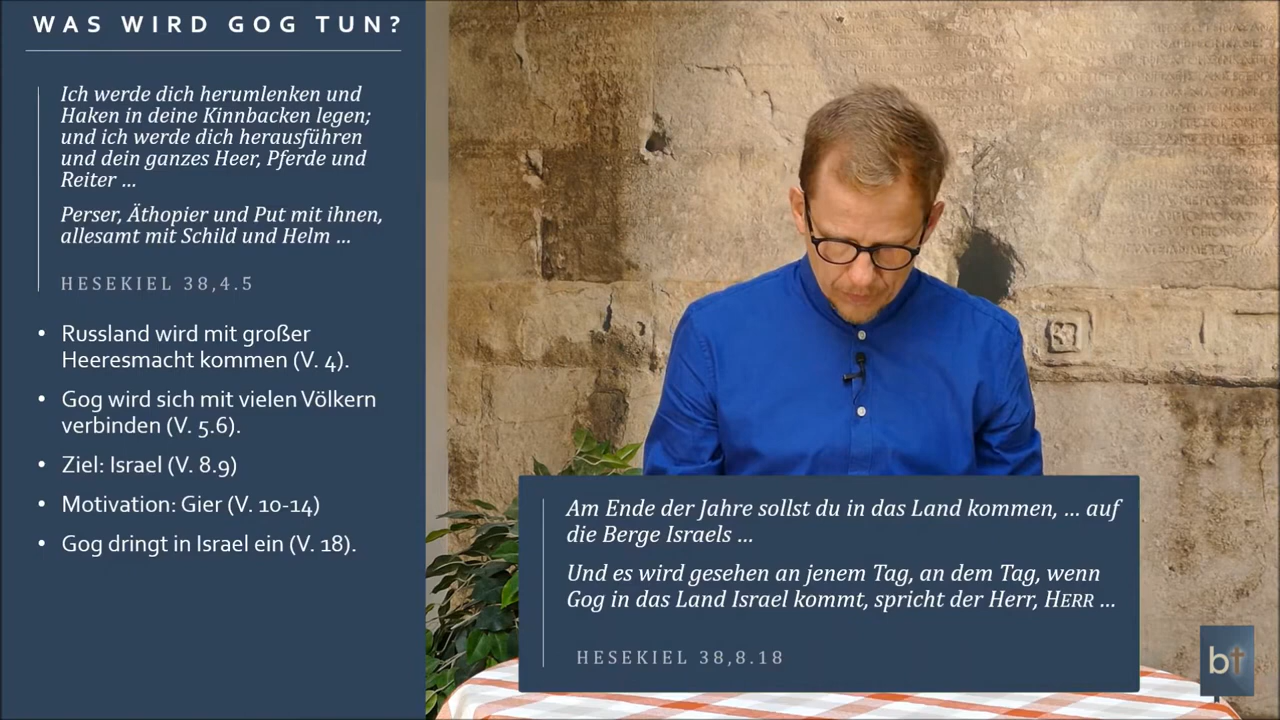 WAS WIRD GOG TUN?
Ich werde dich herumlenken und
Haken in deine Kinnbacken legen;
und ich werde dich herausführen
und dein ganzes Heer, Pferde und
Reiter ...
Perser, Äthopier und Put mit ihnen,
allesamt mit Schild und Helm ...
HESEKIEL 38,4.5
• Russland wird mit großer
Heeresmacht kommen (V. 4).
• Gog wird sich mit vielen Völkern
verbinden (V. 5.6).
• Ziel: Israel (V. 8.9)
• Motivation: Gier (V. 10-14)
• Gog dringt in Israel ein (V. 18).
Am Ende der Jahre sollst du in das Land kommen, ... auf
die Berge Israels ...
Und es wird gesehen an jenem Tag, an dem Tag, wenn
Gog in das Land Israel kommt, spricht der Herr, HERR ...
HESEKIEL 38,8.18
bt